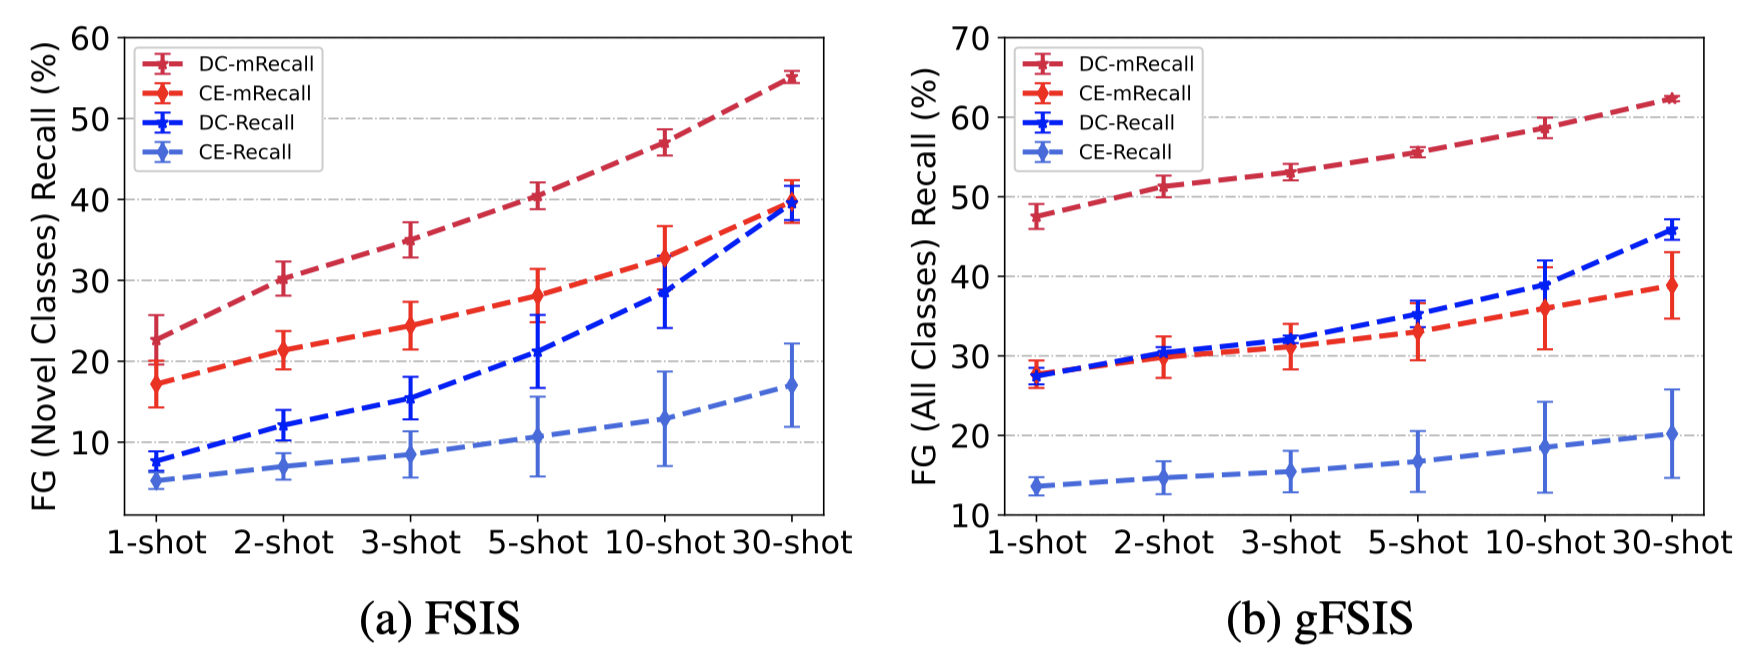 FG (Novel Classes) Recall (%)
60
50
40
30
20
10
DC-mRecall
CE-mRecall
DC-Recall
CE-Recall
1-shot 2-shot 3-shot 5-shot 10-shot 30-shot
(a) FSIS
FG (All Classes) Recall (%)
70
60
50
40
30
20
10
DC-mRecall
CE-mRecall
DC-Recall
CE-Recall
1-shot 2-shot 3-shot 5-shot 10-shot 30-shot
(b) gFSIS